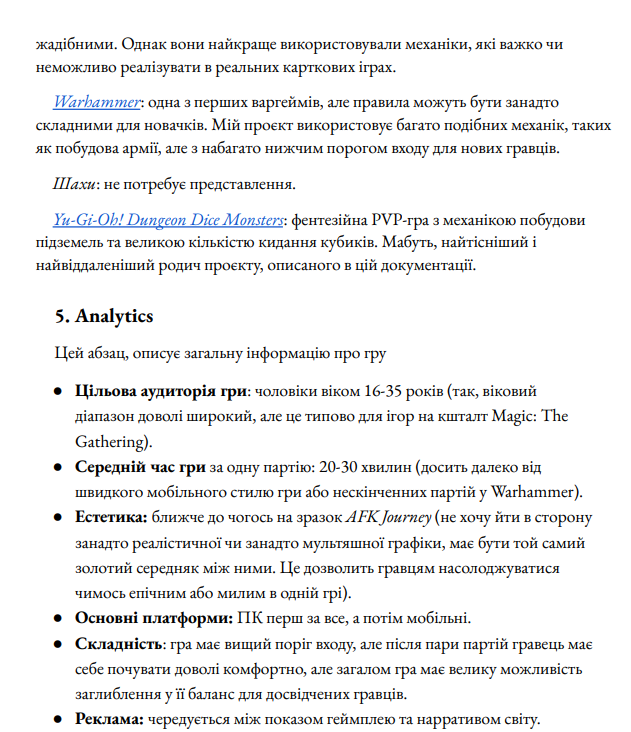 жадібними. Однак вони найкраще використовували механіки, які важко чи
неможливо реалізувати в реальних карткових іграх.
Warhammer: одна з перших варгеймів, але правила можуть бути занадто
складними для новачків. Мій проєкт використовує багато подібних механік, таких
як побудова армії, але з набагато нижчим порогом входу для нових гравців.
Шахи: не потребує представлення.
Yu-Gi-Oh! Dungeon Dice Monsters: фентезійна PVP-гра з механікою побудови
підземель та великою кількістю кидання кубиків. Мабуть, найтісніший і
найвіддаленіший родич проєкту, описаного в цій документації.
5. Analytics
Цей абзац, описує загальну інформацію про гру
● Цільова аудиторія гри: чоловіки віком 16-35 років (так, віковий
діапазон доволі широкий, але це типово для ігор на кшталт Magic: The
Gathering).
● Середній час гри за одну партію: 20-30 хвилин (досить далеко від
швидкого мобільного стилю гри або нескінченних партій у Warhammer).
● Естетика: ближче до чогось на зразок AFK Journey (не хочу йти в сторону
занадто реалістичної чи занадто мультяшної графіки, має бути той самий
золотий середняк між ними. Це дозволить гравцям насолоджуватися
чимось епічним або милим в одній грі).
● Основні платформи: ПК перш за все, а потім мобільні.
● Складність: гра має вищий поріг входу, але після пари партій гравець має
себе почувати доволі комфортно, але загалом гра має велику можливість
заглиблення у її баланс для досвідчених гравців.
● Реклама: чередується між показом геймплею та нарративом світу.